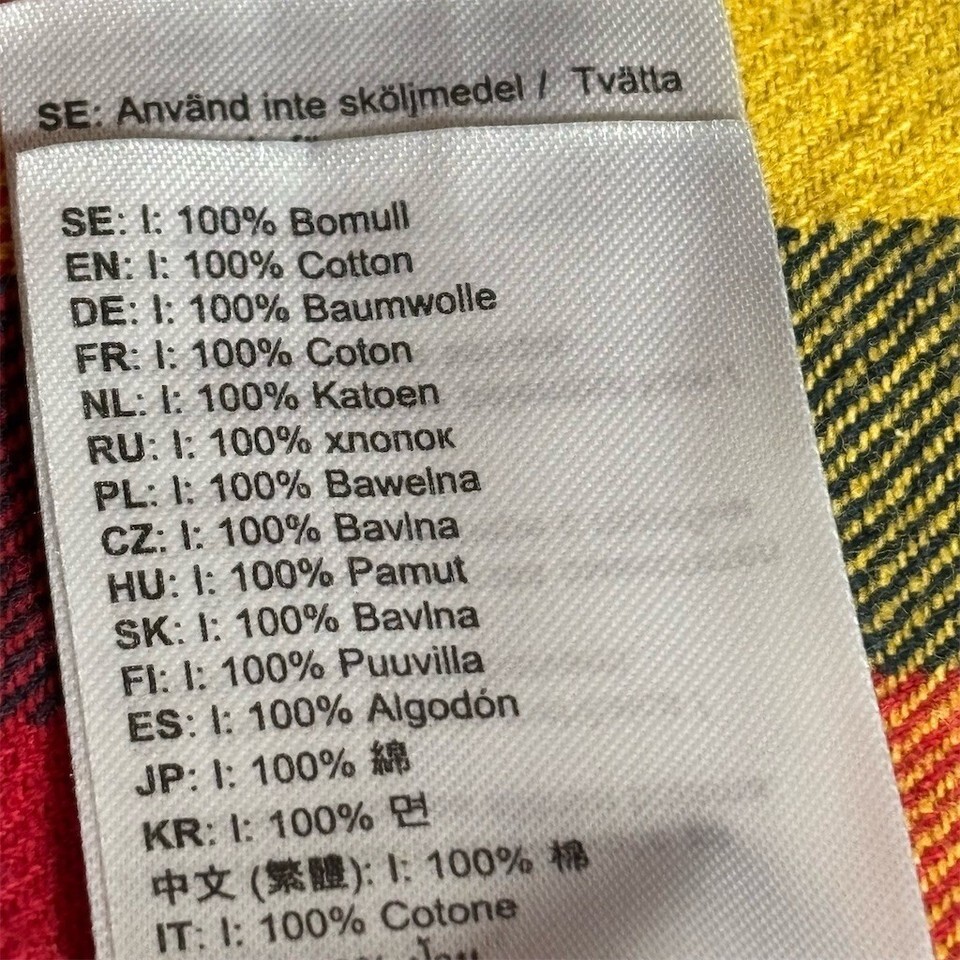 SE: Använd inte sköljmedel / Tvätta
SE: I: 100% Bomull
EN: I: 100% Cotton
DE: I: 100% Baumwolle
FR: I: 100% Coton
NL: I: 100% Katoen
RU: I: 100% хлопок
PL: I: 100% Bawelna
CZ: I: 100% Bavlna
HU: I: 100% Pamut
SK: I: 100% Bavlna
FI: I: 100% Puuvilla
ES: I: 100% Algodón
JP: I: 100% 綿
KR: I: 100% 면
中文 (繁體): I: 100% 棉
IT: I: 100% Cotone